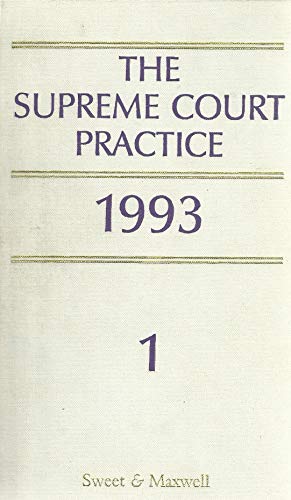 THE
SUPREME COURT
PRACTICE
1993
1
Sweet & Maxwell